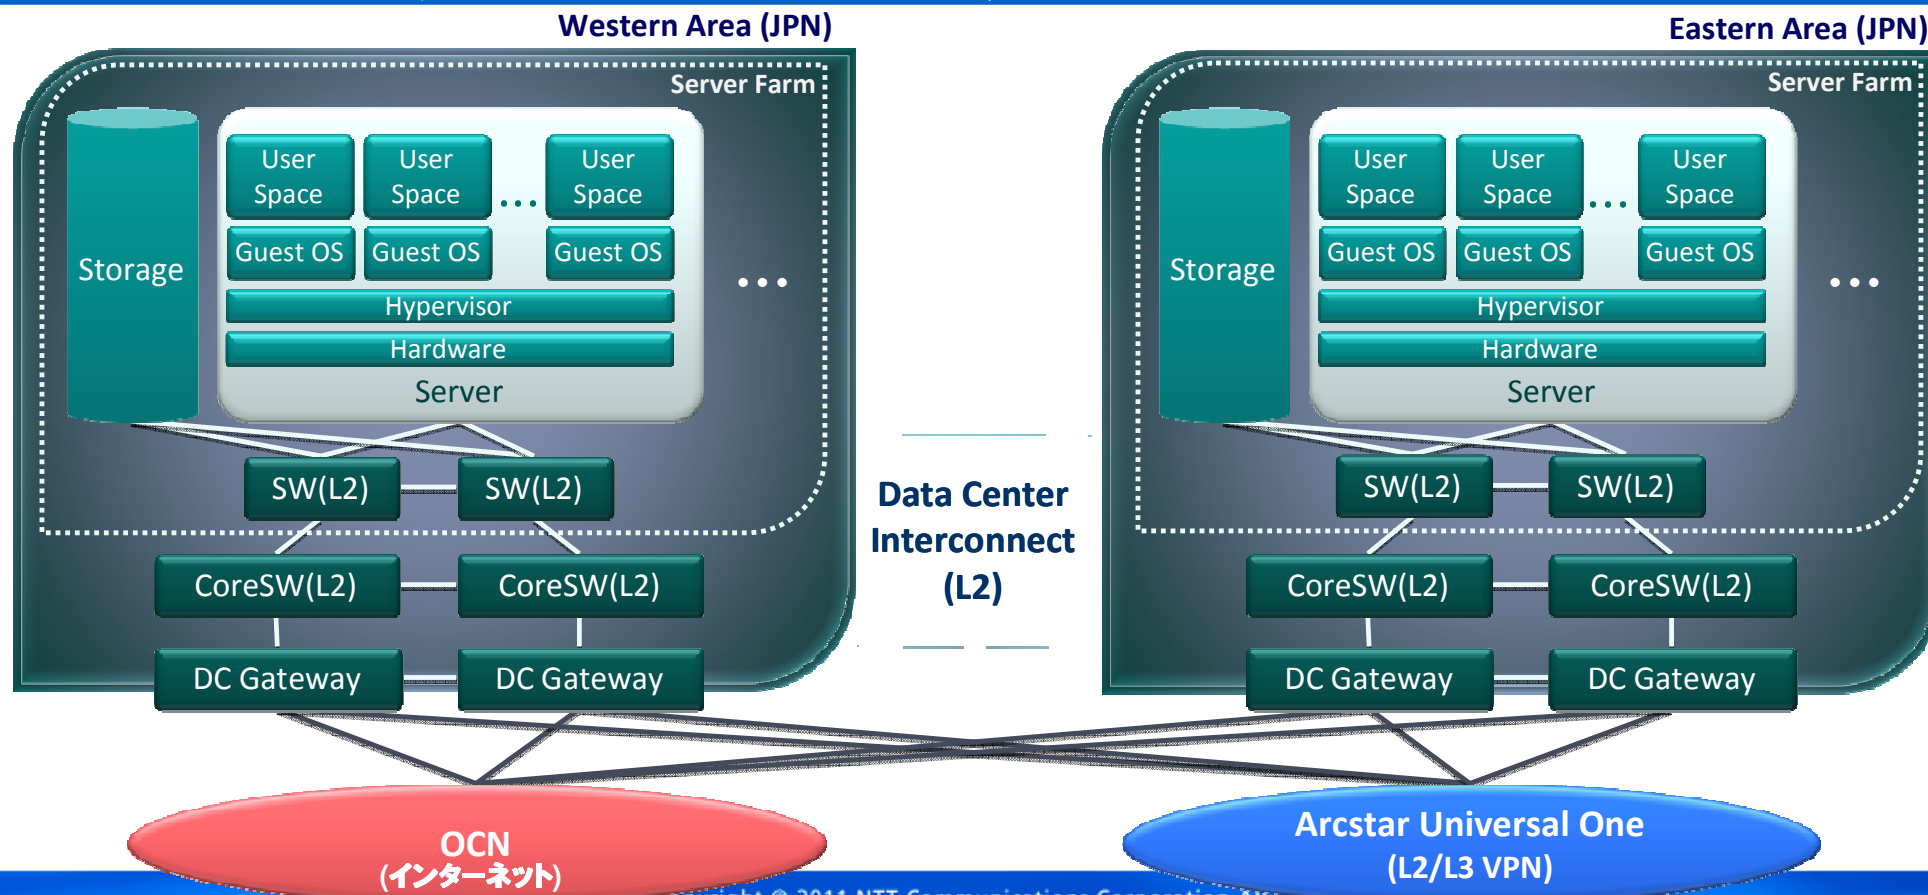 Western Area (JPN)
Server Farm
Storage
User
Space
User
Space
...
User
Space
Guest OS
Guest OS
Guest OS
Hypervisor
Hardware
Server
...
SW(L2)
SW(L2)
CoreSW(L2)
CoreSW(L2)
DC Gateway
DC Gateway
Data Center
Interconnect
(L2)
Eastern Area (JPN)
Server Farm
Storage
User
Space
User
Space
...
User
Space
Guest OS
Guest OS
Guest OS
Hypervisor
Hardware
Server
...
SW(L2)
SW(L2)
CoreSW(L2)
CoreSW(L2)
DC Gateway
DC Gateway
OCN
(インターネット)
Arcstar Universal One
(L2/L3 VPN)
© 2011 NTT Communications Corporation